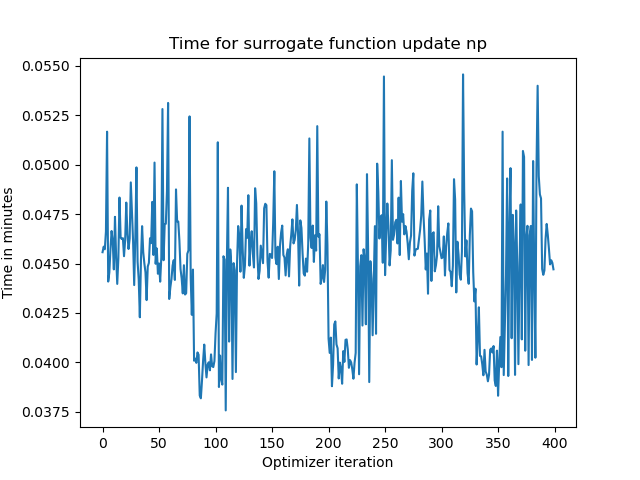 Time for surrogate function update np
0.0550
0.0525
0.0500
0.0475
0.0450
0.0425
0.0400
0.0375
Time in minutes
0 50 100 150 200 250 300 350 400
Optimizer iteration